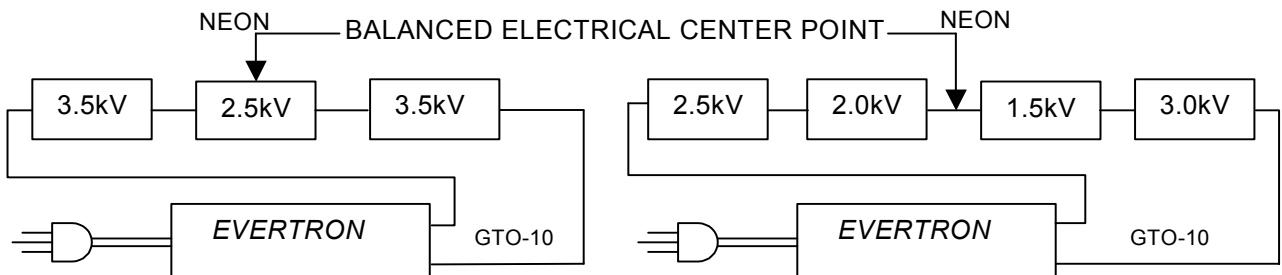 NEON BALANCED ELECTRICAL CENTER POINT NEON
3.5kV 2.5kV 3.5kV 2.5kV 2.0kV 1.5kV 3.0kV
EVERTRON GTO-10 EVERTRON GTO-10